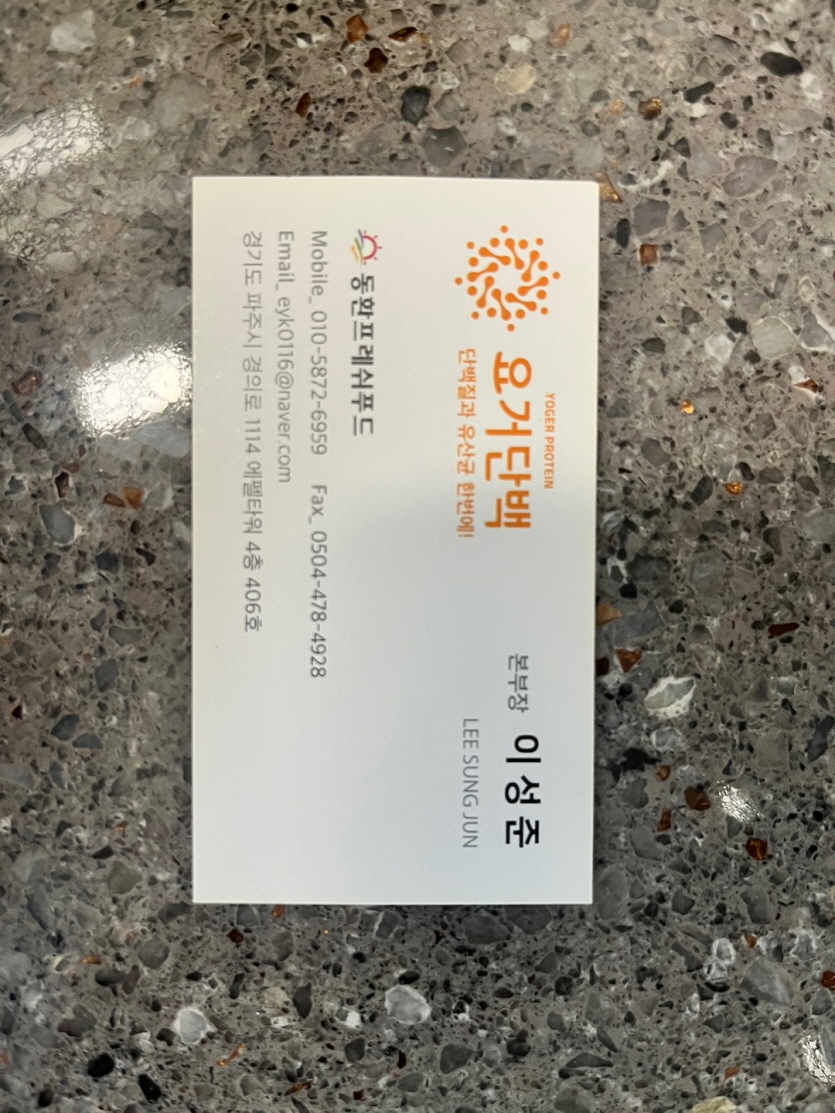 YOGER PROTEIN
요거단백
단백질과 유산균 한번에!
본부장 이성준
LEE SUNG JUN
동환프레쉬푸드
Mobile_ 010-5872-6959 Fax_ 0504-478-4928
Email_ eyk0116@naver.com
경기도 파주시 경의로 1114 에펠타워 4층 406호